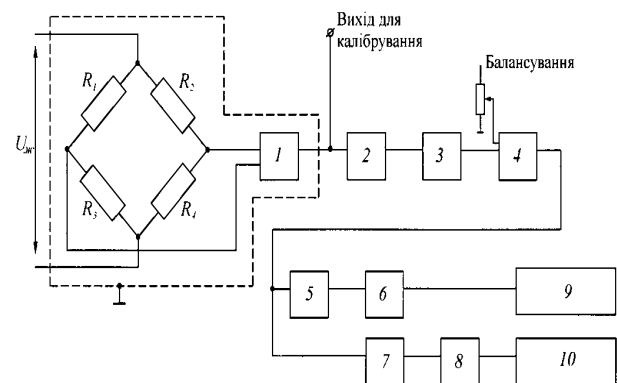 Вихід для
калібрування
Балансування
R1
R2
Uж
R3
R4
1
2
3
4
5
6
9
7
8
10